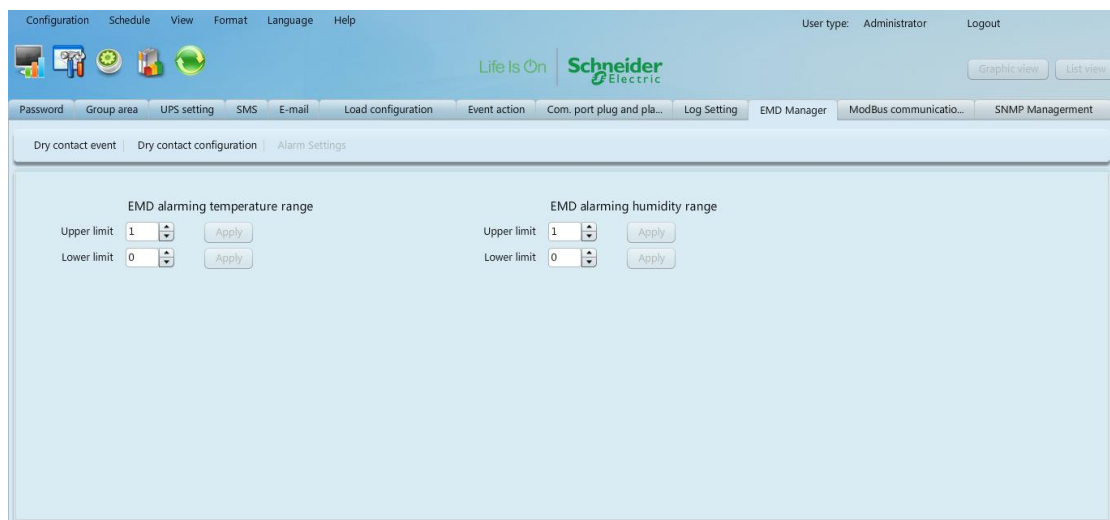 Configuration Schedule View Format Language Help User type: Administrator Logout
Life Is On Schneider Electric
Graphic view List view
Password Group area UPS setting SMS E-mail Load configuration Event action Com. port plug and pla... Log Setting EMD Manager ModBus communicatio... SNMP Managerment
Dry contact event Dry contact configuration Alarm Settings
EMD alarming temperature range EMD alarming humidity range
Upper limit 1 Apply Upper limit 1 Apply
Lower limit 0 Apply Lower limit 0 Apply